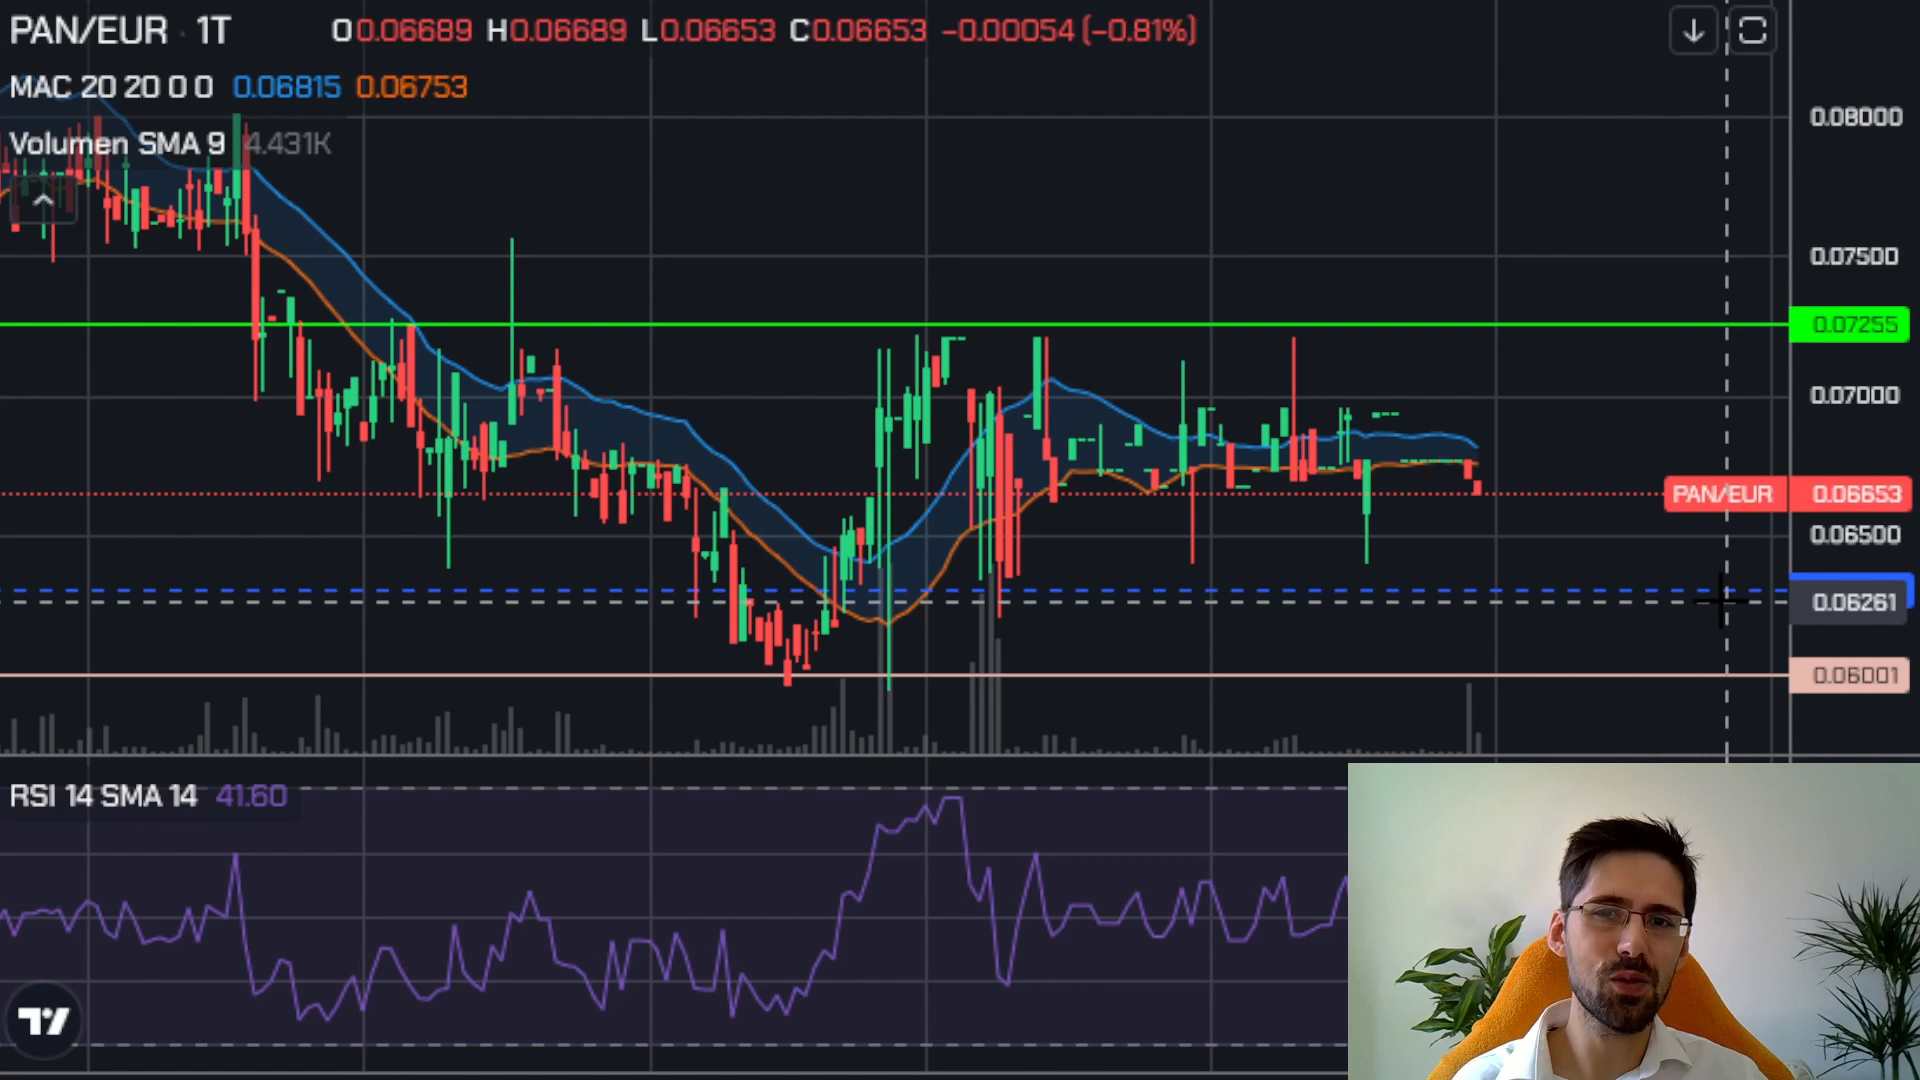 PAN/EUR · 1T O0.06689 H0.06689 L0.06653 C0.06653 −0.00054 (−0.81%)
MAC 20 20 0 0 0.06815 0.06753
Volumen SMA 9 4.431K
0.08000
0.07500
0.07255
0.07000
PAN/EUR 0.06653
0.06500
0.06261
0.06001
RSI 14 SMA 14 41.60